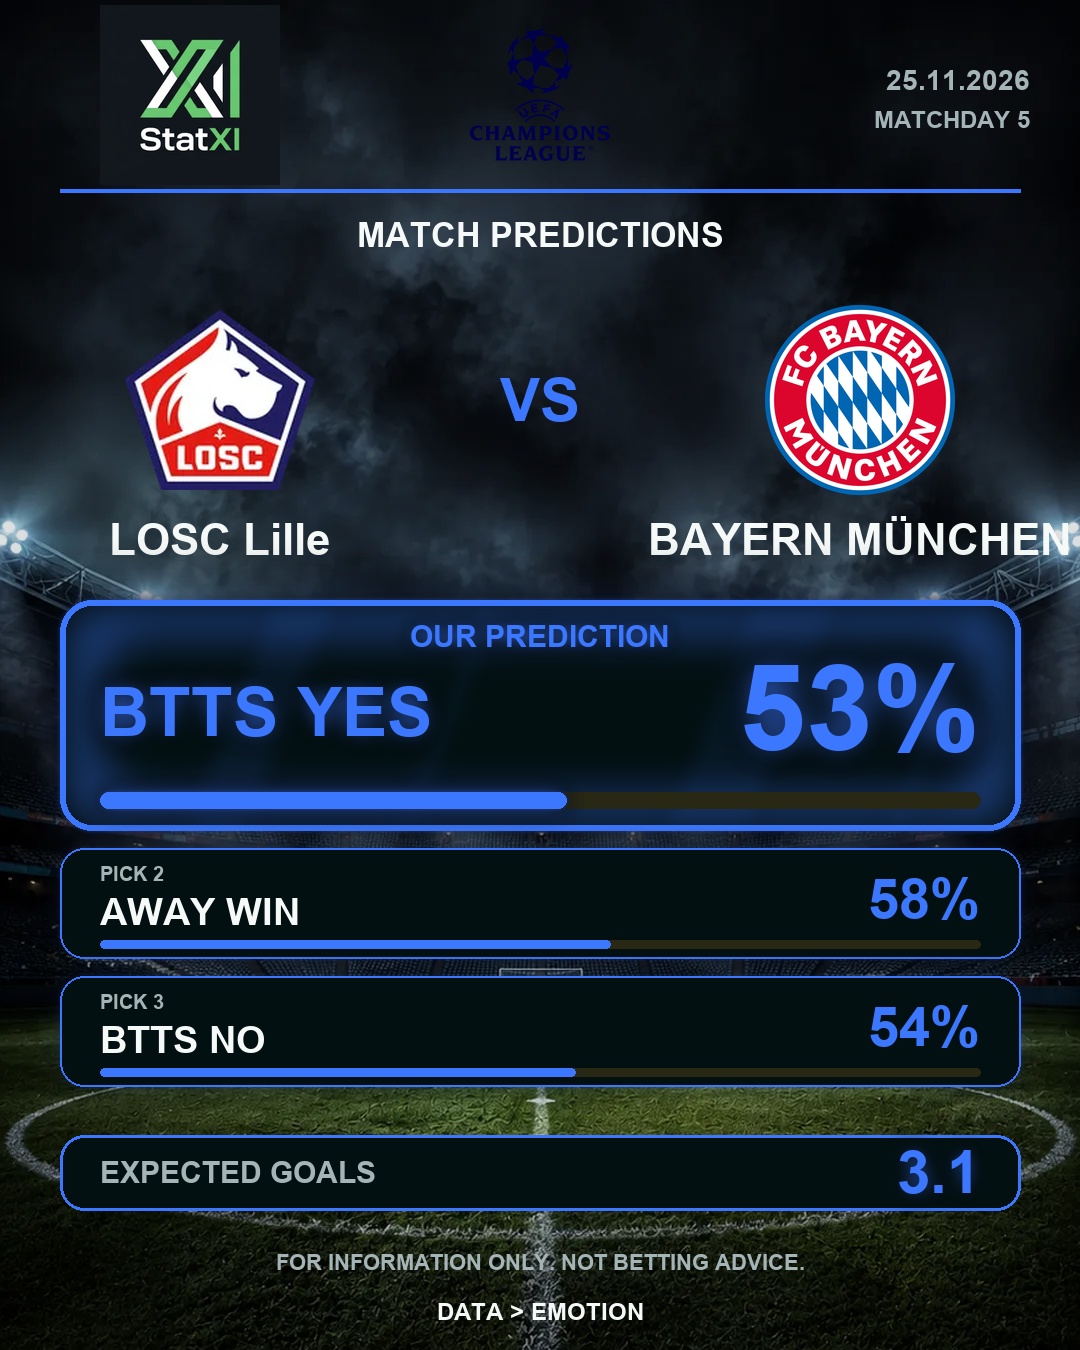 StatXI
UEFA
CHAMPIONS
LEAGUE
25.11.2026
MATCHDAY 5
MATCH PREDICTIONS
LOSC
VS
FC BAYERN
MÜNCHEN
LOSC Lille
BAYERN MÜNCHEN
OUR PREDICTION
BTTS YES
53%
PICK 2
AWAY WIN
58%
PICK 3
BTTS NO
54%
EXPECTED GOALS
3.1
FOR INFORMATION ONLY. NOT BETTING ADVICE.
DATA > EMOTION